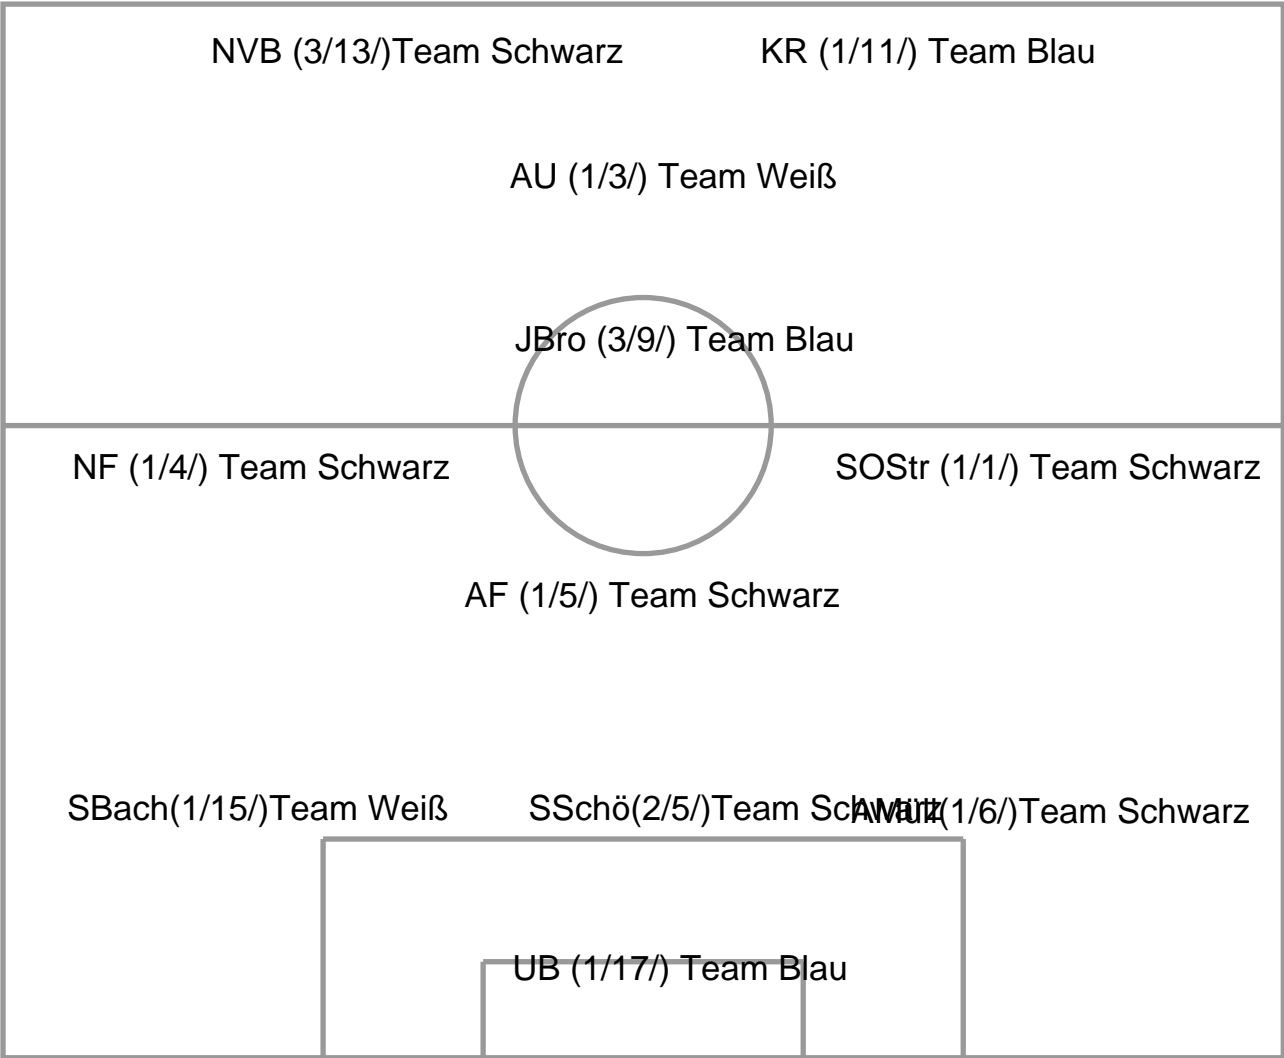 NVB (3/13/)Team Schwarz
KR (1/11/) Team Blau
AU (1/3/) Team Weiß
JBro (3/9/) Team Blau
NF (1/4/) Team Schwarz
SOStr (1/1/) Team Schwarz
AF (1/5/) Team Schwarz
SBach(1/15/)Team Weiß
SSchö(2/5/)Team Schwarz
AMüll(1/6/)Team Schwarz
UB (1/17/) Team Blau